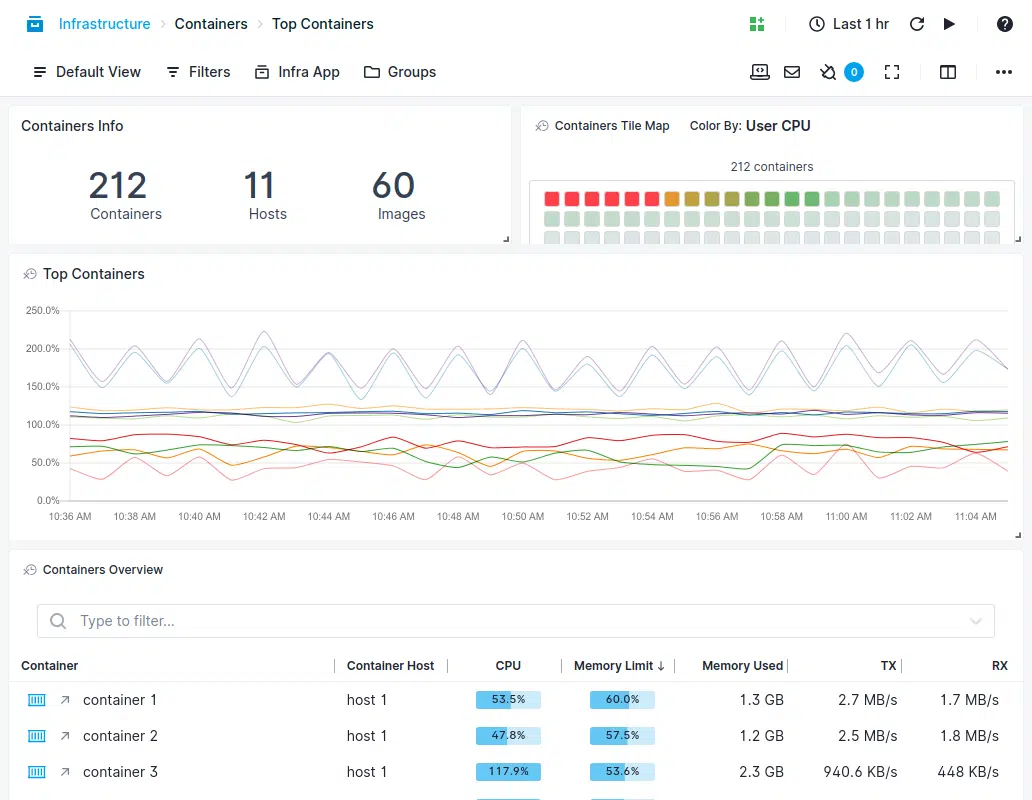 Infrastructure Containers Top Containers Last 1 hr ?
Default View Filters Infra App Groups 0
Containers Info
212 11 60
Containers Hosts Images
Containers Tile Map Color By: User CPU
212 containers
Top Containers
250.0%
200.0%
150.0%
100.0%
50.0%
0.0%
10:36 AM 10:38 AM 10:40 AM 10:42 AM 10:44 AM 10:46 AM 10:48 AM 10:50 AM 10:52 AM 10:54 AM 10:56 AM 10:58 AM 11:00 AM 11:02 AM 11:04 AM
Containers Overview
Type to filter...
Container Container Host CPU Memory Limit ↓ Memory Used TX RX
container 1 host 1 53.5% 60.0% 1.3 GB 2.7 MB/s 1.7 MB/s
container 2 host 1 47.8% 57.5% 1.2 GB 2.5 MB/s 1.8 MB/s
container 3 host 1 117.9% 53.6% 2.3 GB 940.6 KB/s 448 KB/s